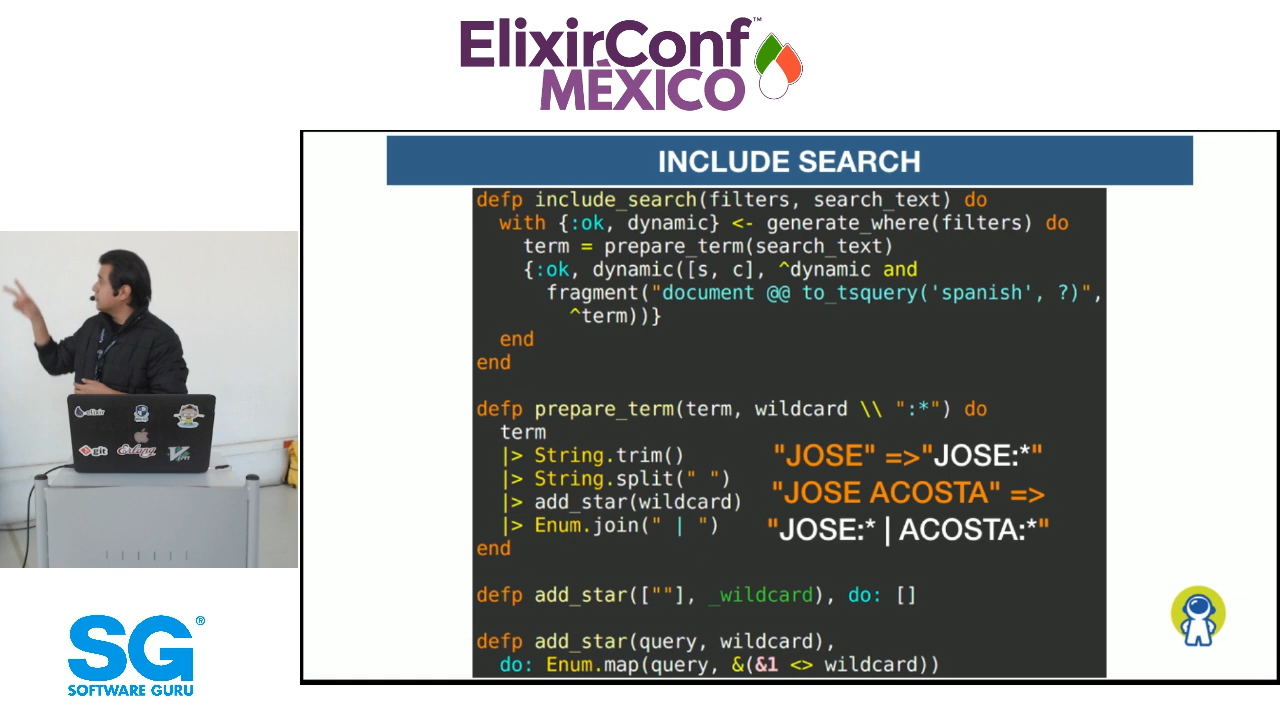 ElixirConf™
MÉXICO
INCLUDE SEARCH
defp include_search(filters, search_text) do
with {:ok, dynamic} <- generate_where(filters) do
term = prepare_term(search_text)
{:ok, dynamic([s, c], ^dynamic and
fragment("document @@ to_tsquery('spanish', ?)",
^term))}
end
end
defp prepare_term(term, wildcard \\ ":*") do
term
|> String.trim()
|> String.split(" ")
|> add_star(wildcard)
|> Enum.join(" | ")
end
"JOSE" =>"JOSE:*"
"JOSE ACOSTA" =>
"JOSE:* | ACOSTA:*"
defp add_star([""], _wildcard), do: []
defp add_star(query, wildcard),
do: Enum.map(query, &(&1 <> wildcard))
elixir
git
Erlang
SG®
SOFTWARE GURU